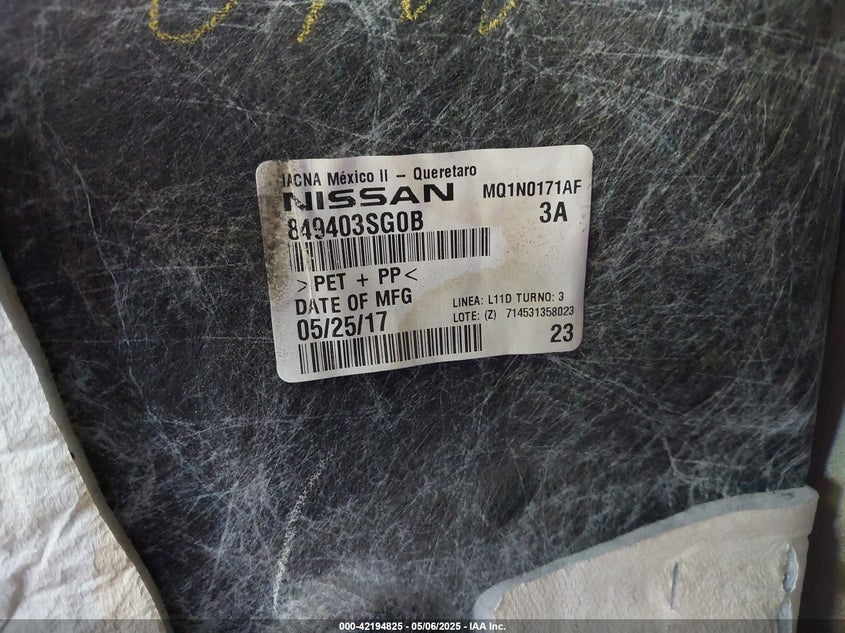 IACNA México II – Queretaro
NISSAN
MQ1N0171AF
849403SG0B
3A
>PET + PP<
DATE OF MFG
LINEA: L11D TURNO: 3
05/25/17
LOTE: (Z) 714531358023
23
000-42194825 - 05/06/2025 - IAA Inc.